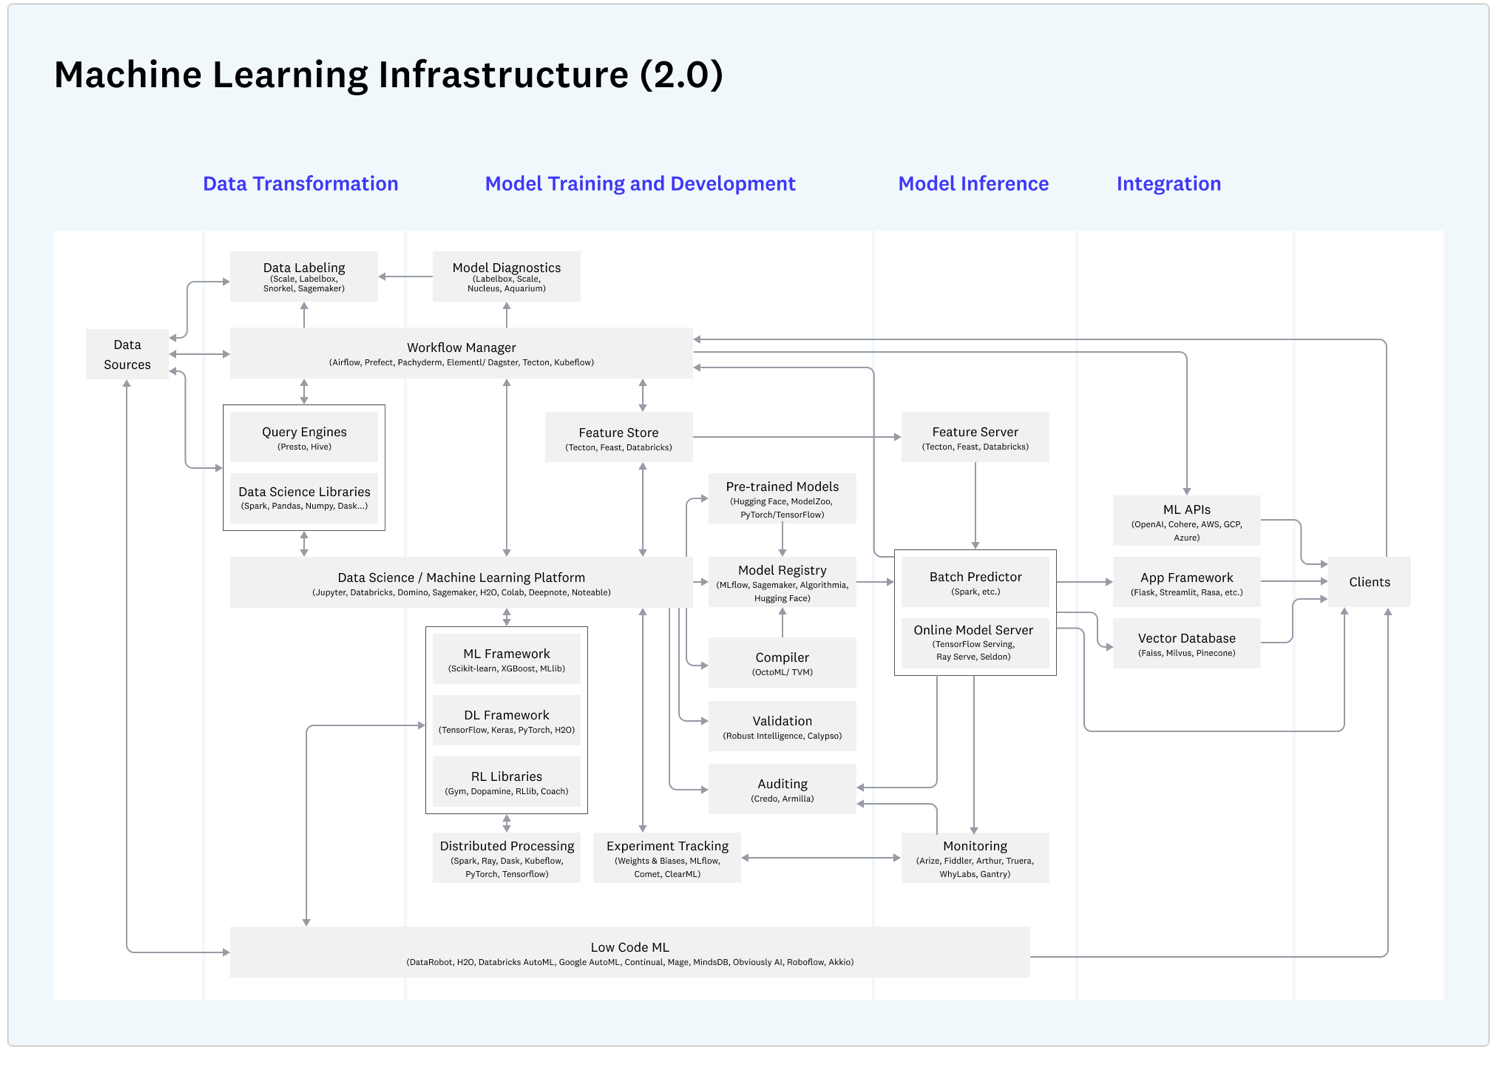 Machine Learning Infrastructure (2.0)
Data Transformation
Model Training and Development
Model Inference
Integration
Data Labeling
(Scale, Labelbox,
Snorkel, Sagemaker)
Model Diagnostics
(Labelbox, Scale,
Nucleus, Aquarium)
Data
Sources
Workflow Manager
(Airflow, Prefect, Pachyderm, Elementl/ Dagster, Tecton, Kubeflow)
Query Engines
(Presto, Hive)
Data Science Libraries
(Spark, Pandas, Numpy, Dask...)
Feature Store
(Tecton, Feast, Databricks)
Feature Server
(Tecton, Feast, Databricks)
Pre-trained Models
(Hugging Face, ModelZoo,
PyTorch/TensorFlow)
ML APIs
(OpenAI, Cohere, AWS, GCP,
Azure)
Data Science / Machine Learning Platform
(Jupyter, Databricks, Domino, Sagemaker, H2O, Colab, Deepnote, Noteable)
Model Registry
(MLflow, Sagemaker, Algorithmia,
Hugging Face)
Batch Predictor
(Spark, etc.)
App Framework
(Flask, Streamlit, Rasa, etc.)
Clients
Online Model Server
(TensorFlow Serving,
Ray Serve, Seldon)
Vector Database
(Faiss, Milvus, Pinecone)
ML Framework
(Scikit-learn, XGBoost, MLlib)
Compiler
(OctoML/ TVM)
DL Framework
(TensorFlow, Keras, PyTorch, H2O)
Validation
(Robust Intelligence, Calypso)
RL Libraries
(Gym, Dopamine, RLlib, Coach)
Auditing
(Credo, Armilla)
Distributed Processing
(Spark, Ray, Dask, Kubeflow,
PyTorch, Tensorflow)
Experiment Tracking
(Weights & Biases, MLflow,
Comet, ClearML)
Monitoring
(Arize, Fiddler, Arthur, Truera,
WhyLabs, Gantry)
Low Code ML
(DataRobot, H2O, Databricks AutoML, Google AutoML, Continual, Mage, MindsDB, Obviously AI, Roboflow, Akkio)